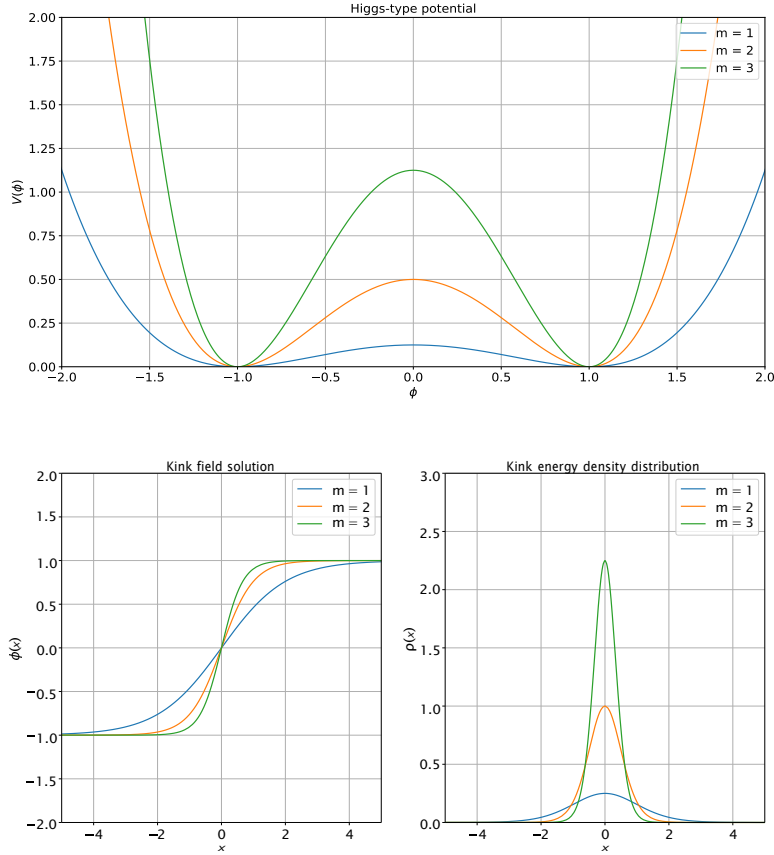 Higgs-type potential
m = 1
m = 2
m = 3
V(ϕ)
2.00
1.75
1.50
1.25
1.00
0.75
0.50
0.25
0.00
−2.0 −1.5 −1.0 −0.5 0.0 0.5 1.0 1.5 2.0
ϕ
Kink field solution
m = 1
m = 2
m = 3
ϕ(x)
2.0
1.5
1.0
0.5
0.0
−0.5
−1.0
−1.5
−2.0
−4 −2 0 2 4
x
Kink energy density distribution
m = 1
m = 2
m = 3
ρ(x)
3.0
2.5
2.0
1.5
1.0
0.5
0.0
−4 −2 0 2 4
x